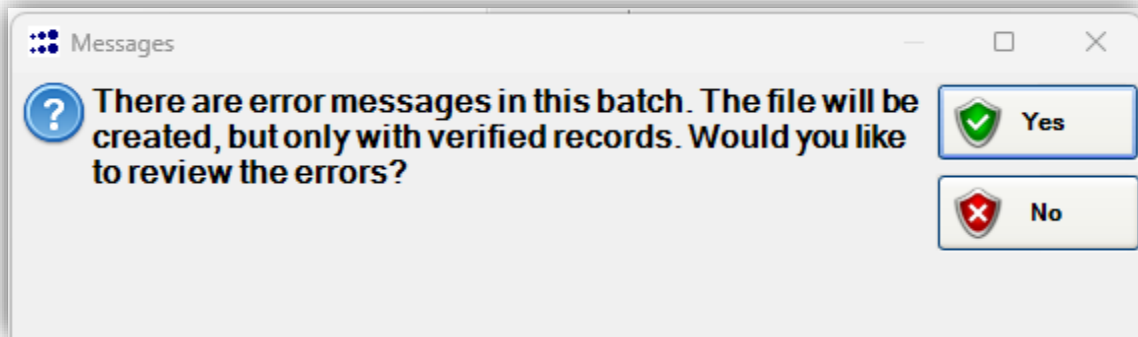 Messages
There are error messages in this batch. The file will be
created, but only with verified records. Would you like
to review the errors?
Yes
No